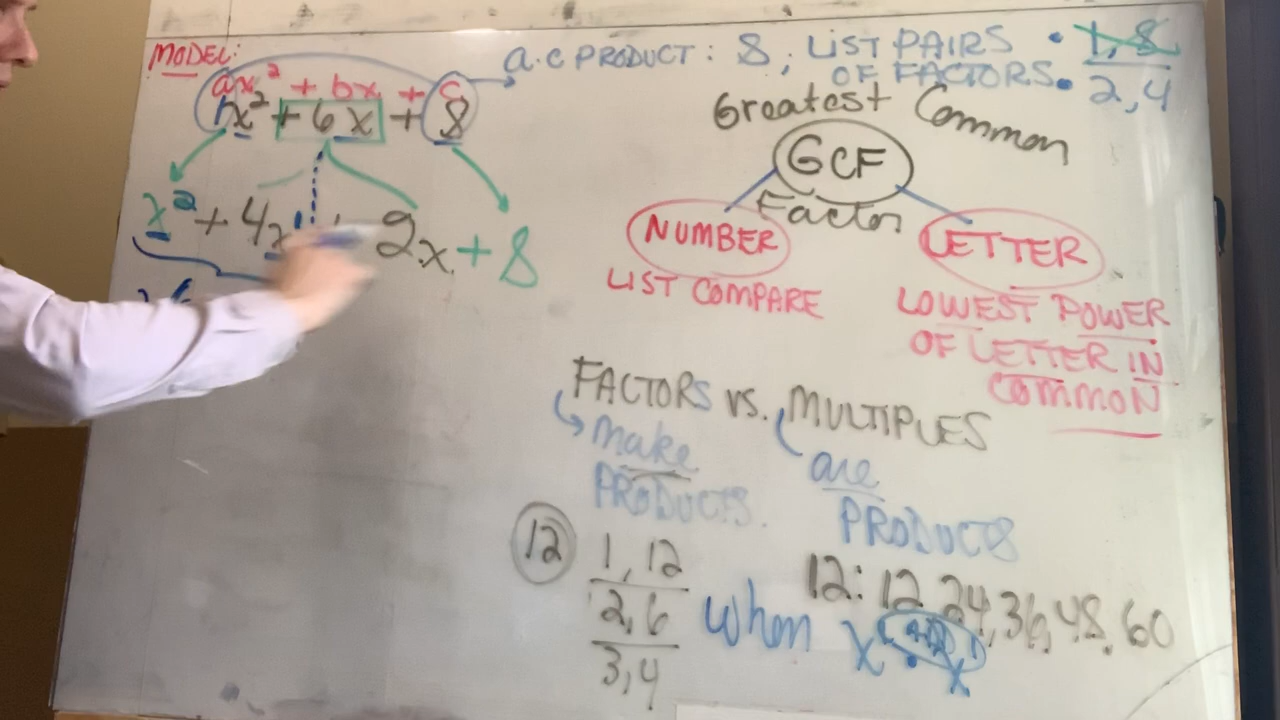 MODEL:
a.c PRODUCT: 8; LIST PAIRS • 1, 8
OF FACTORS • 2, 4
ax² + bx + c
x² + 6x + 8
x² + 4x + 2x + 8
Greatest Common
GCF
Factor
NUMBER
LIST COMPARE
LETTER
LOWEST POWER
OF LETTER IN
COMMON
FACTORS vs. MULTIPLES
make
PRODUCTS.
are
PRODUCTS
12
1, 12
2, 6
3, 4
12: 12, 24, 36, 48, 60
when
x · x